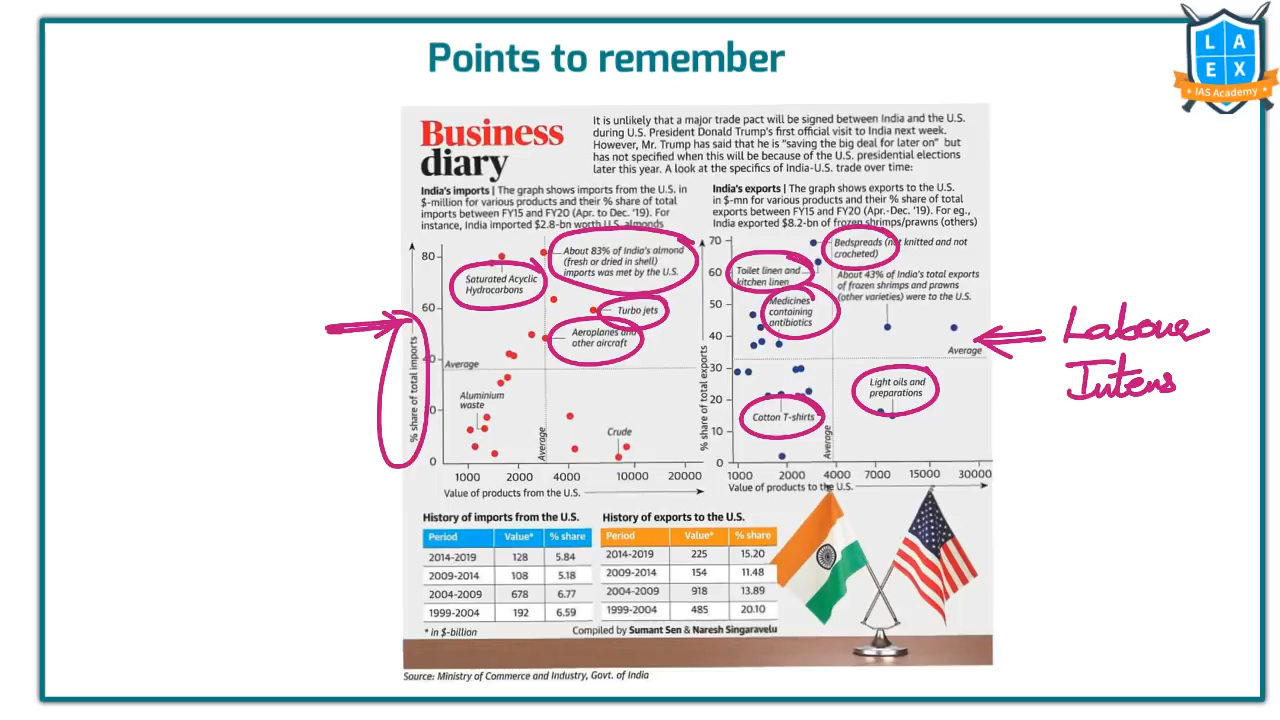 Points to remember
L A
E X
IAS Academy
Business
diary
It is unlikely that a major trade pact will be signed between India and the U.S.
during U.S. President Donald Trump's first official visit to India next week.
However, Mr. Trump has said that he is "saving the big deal for later on" but
has not specified when this will be because of the U.S. presidential elections
later this year. A look at the specifics of India-U.S. trade over time:
India's imports | The graph shows imports from the U.S. in
$-million for various products and their % share of total
imports between FY15 and FY20 (Apr. to Dec. '19). For
instance, India imported $2.8-bn worth U.S. almonds
% share of total imports
80
60
40
20
0
Saturated Acyclic
Hydrocarbons
About 83% of India's almond
(fresh or dried in shell)
imports was met by the U.S.
Turbo jets
Aeroplanes and
other aircraft
Average
Aluminium
waste
Average
Crude
1000 2000 4000 10000 20000
Value of products from the U.S.
India's exports | The graph shows exports to the U.S.
in $-mn for various products and their % share of total
exports between FY15 and FY20 (Apr.-Dec. '19). For eg.,
India exported $8.2-bn of frozen shrimps/prawns (others)
% share of total exports
70
60
50
40
30
20
10
0
Bedspreads (not knitted and not
crocheted)
Toilet linen and
kitchen linen
About 43% of India's total exports
of frozen shrimps and prawns
(other varieties) were to the U.S.
Medicines
containing
antibiotics
Average
Light oils and
preparations
Cotton T-shirts
Average
1000 2000 4000 7000 15000 30000
Value of products to the U.S.
Labour
Intens
History of imports from the U.S.
Period Value* % share
2014-2019 128 5.84
2009-2014 108 5.18
2004-2009 678 6.77
1999-2004 192 6.59
* in $-billion
History of exports to the U.S.
Period Value* % share
2014-2019 225 15.20
2009-2014 154 11.48
2004-2009 918 13.89
1999-2004 485 20.10
Compiled by Sumant Sen & Naresh Singaravelu
Source: Ministry of Commerce and Industry, Govt. of India